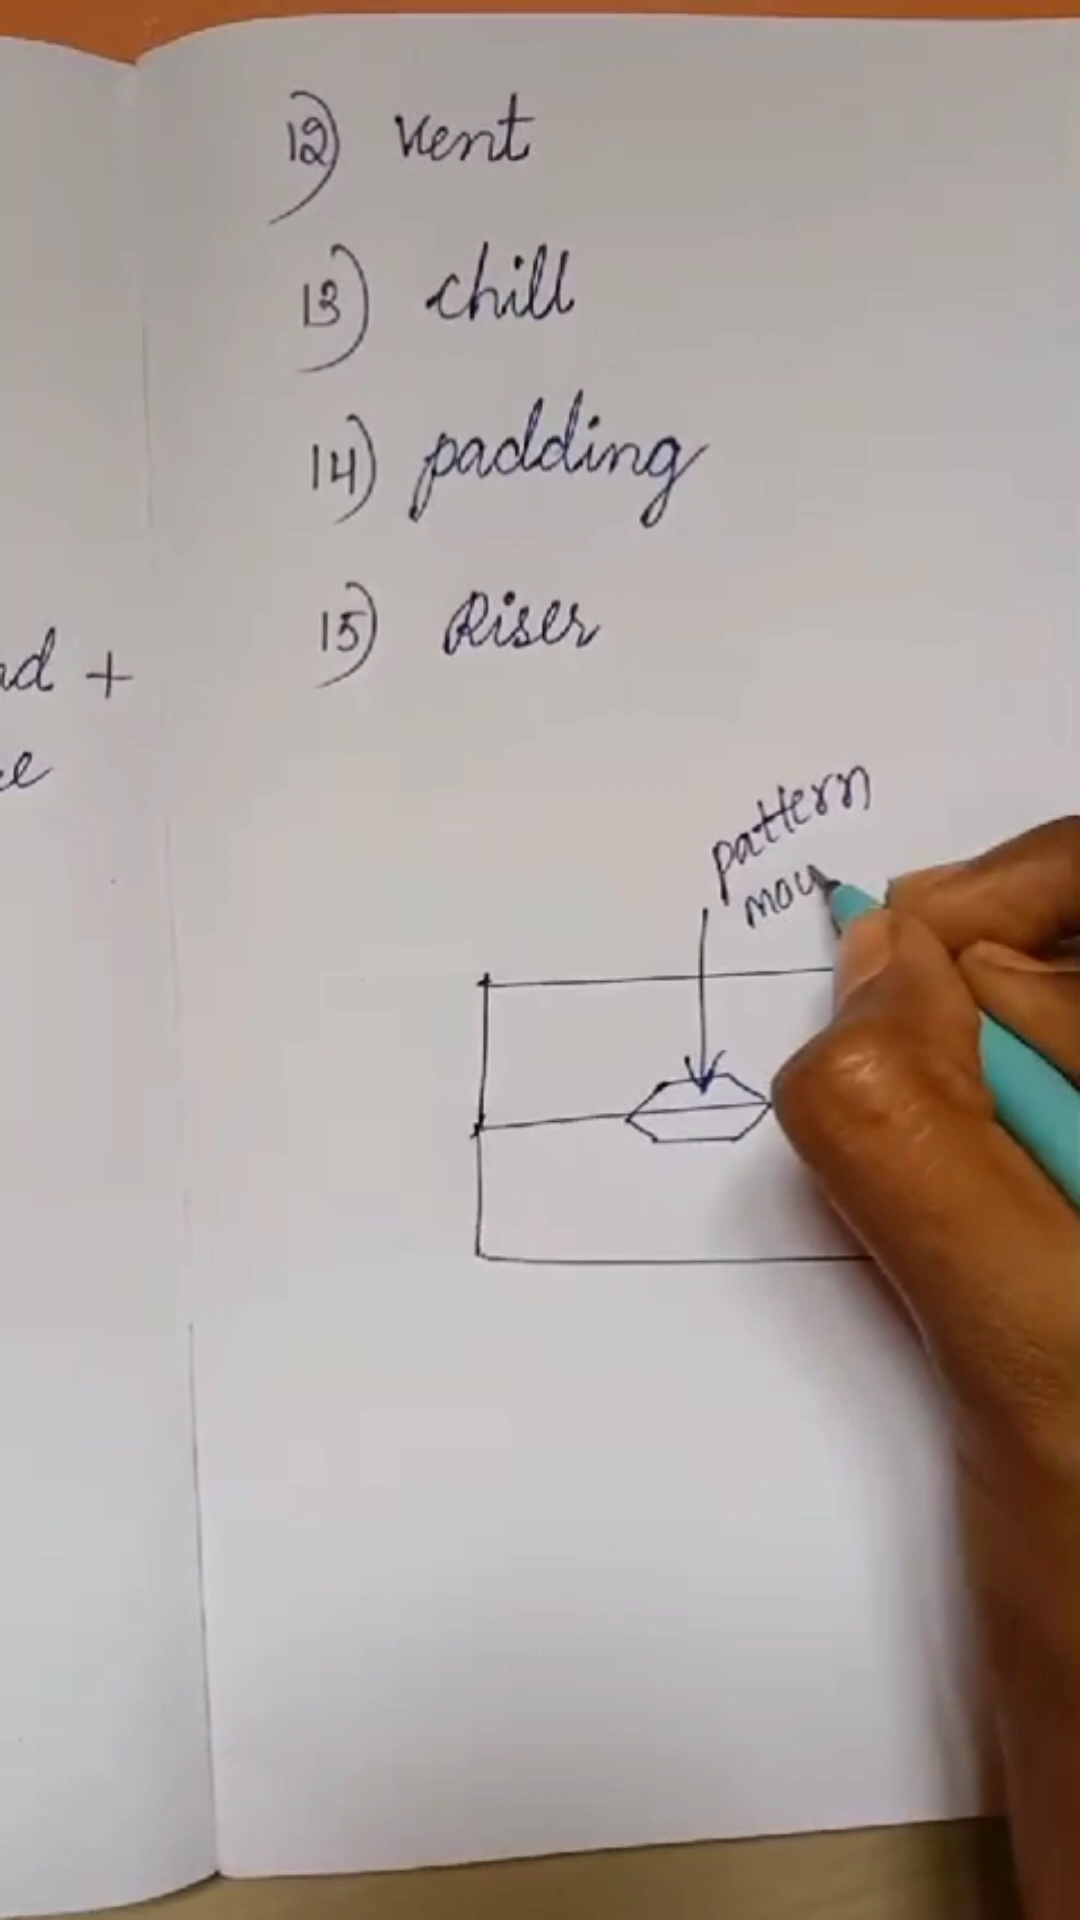 12) vent
13) chill
14) padding
15) Riser
+
pattern
mou